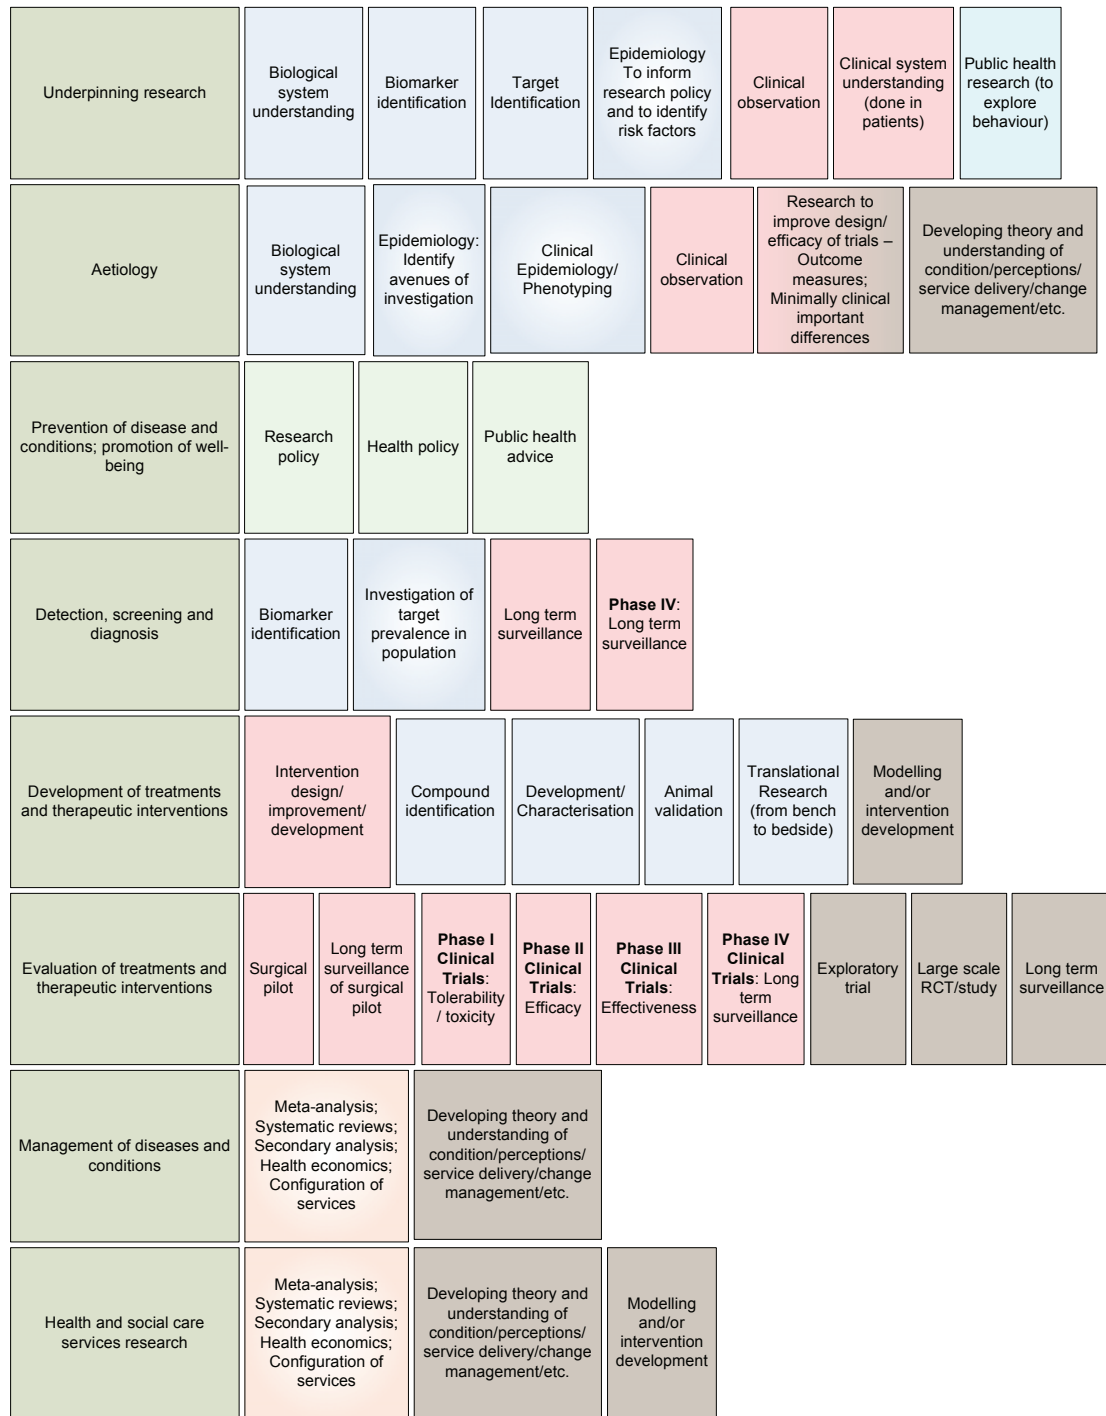 Underpinning research
Biological
system
understanding
Biomarker
identification
Target
Identification
Epidemiology
To inform
research policy
and to identify
risk factors
Clinical
observation
Clinical system
understanding
(done in
patients)
Public health
research (to
explore
behaviour)
Aetiology
Biological
system
understanding
Epidemiology:
Identify
avenues of
investigation
Clinical
Epidemiology/
Phenotyping
Clinical
observation
Research to
improve design/
efficacy of trials –
Outcome
measures;
Minimally clinical
important
differences
Developing theory and
understanding of
condition/perceptions/
service delivery/change
management/etc.
Prevention of disease and
conditions; promotion of well-
being
Research
policy
Health policy
Public health
advice
Detection, screening and
diagnosis
Biomarker
identification
Investigation of
target
prevalence in
population
Long term
surveillance
Phase IV:
Long term
surveillance
Development of treatments
and therapeutic interventions
Intervention
design/
improvement/
development
Compound
identification
Development/
Characterisation
Animal
validation
Translational
Research
(from bench
to bedside)
Modelling
and/or
intervention
development
Evaluation of treatments and
therapeutic interventions
Surgical
pilot
Long term
surveillance
of surgical
pilot
Phase I
Clinical
Trials:
Tolerability
/ toxicity
Phase II
Clinical
Trials:
Efficacy
Phase III
Clinical
Trials:
Effectiveness
Phase IV
Clinical
Trials: Long
term
surveillance
Exploratory
trial
Large scale
RCT/study
Long term
surveillance
Management of diseases and
conditions
Meta-analysis;
Systematic reviews;
Secondary analysis;
Health economics;
Configuration of
services
Developing theory and
understanding of
condition/perceptions/
service delivery/change
management/etc.
Health and social care
services research
Meta-analysis;
Systematic reviews;
Secondary analysis;
Health economics;
Configuration of
services
Developing theory and
understanding of
condition/perceptions/
service delivery/change
management/etc.
Modelling
and/or
intervention
development